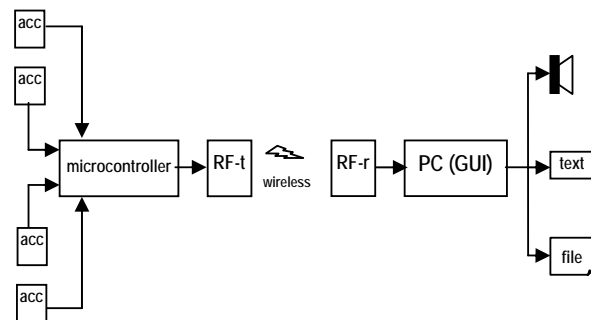 acc
acc
microcontroller
RF-t
wireless
RF-r
PC (GUI)
text
file
acc
acc